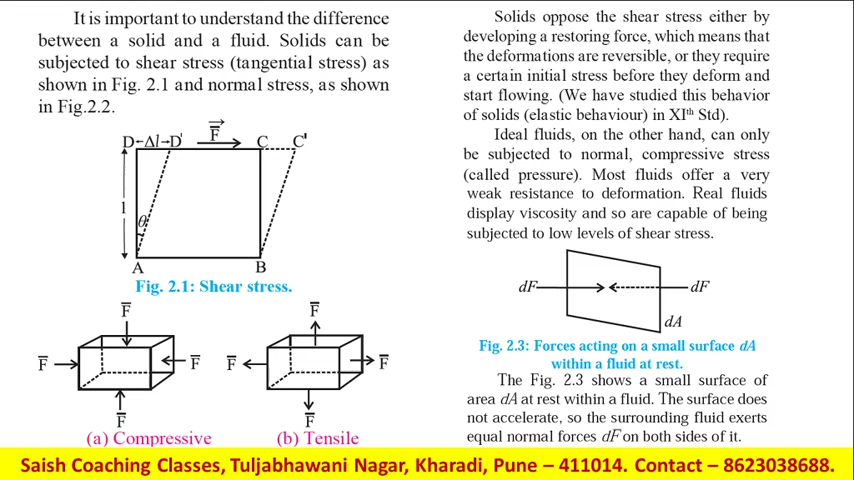 It is important to understand the difference
between a solid and a fluid. Solids can be
subjected to shear stress (tangential stress) as
shown in Fig. 2.1 and normal stress, as shown
in Fig.2.2.
D Δl D' F C C'
l
θ
A B
Fig. 2.1: Shear stress.
F F
F F F F
F F
(a) Compressive (b) Tensile
Solids oppose the shear stress either by
developing a restoring force, which means that
the deformations are reversible, or they require
a certain initial stress before they deform and
start flowing. (We have studied this behavior
of solids (elastic behaviour) in XIth Std).
Ideal fluids, on the other hand, can only
be subjected to normal, compressive stress
(called pressure). Most fluids offer a very
weak resistance to deformation. Real fluids
display viscosity and so are capable of being
subjected to low levels of shear stress.
dF dF
dA
Fig. 2.3: Forces acting on a small surface dA
within a fluid at rest.
The Fig. 2.3 shows a small surface of
area dA at rest within a fluid. The surface does
not accelerate, so the surrounding fluid exerts
equal normal forces dF on both sides of it.
Saish Coaching Classes, Tuljabhawani Nagar, Kharadi, Pune – 411014. Contact – 8623038688.